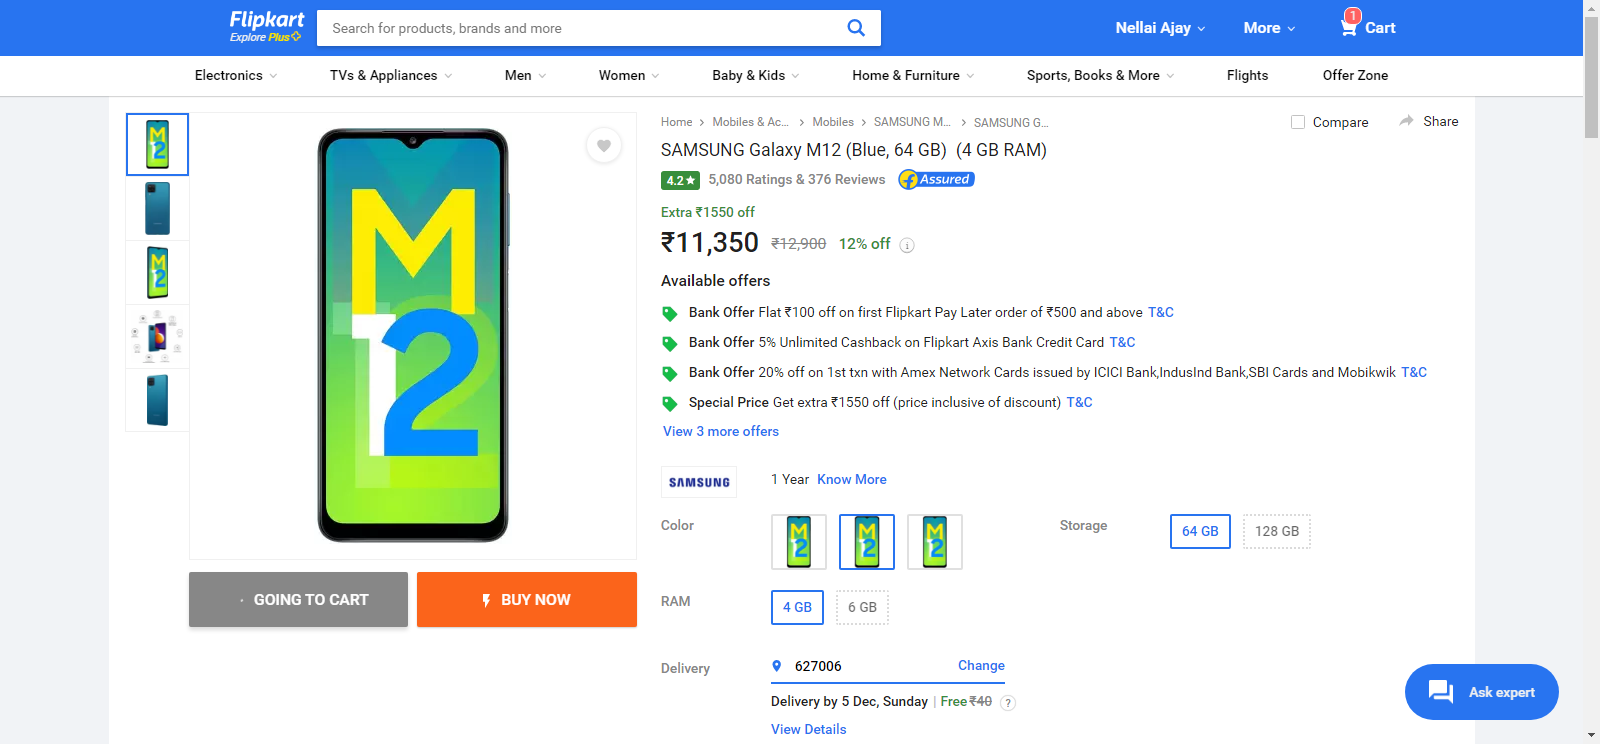 Flipkart
Explore Plus
Search for products, brands and more
Nellai Ajay
More
1
Cart
Electronics
TVs & Appliances
Men
Women
Baby & Kids
Home & Furniture
Sports, Books & More
Flights
Offer Zone
Home > Mobiles & Ac... > Mobiles > SAMSUNG M... > SAMSUNG G...
Compare
Share
SAMSUNG Galaxy M12 (Blue, 64 GB) (4 GB RAM)
4.2★ 5,080 Ratings & 376 Reviews Assured
Extra ₹1550 off
₹11,350 ₹12,900 12% off
Available offers
Bank Offer Flat ₹100 off on first Flipkart Pay Later order of ₹500 and above T&C
Bank Offer 5% Unlimited Cashback on Flipkart Axis Bank Credit Card T&C
Bank Offer 20% off on 1st txn with Amex Network Cards issued by ICICI Bank,IndusInd Bank,SBI Cards and Mobikwik T&C
Special Price Get extra ₹1550 off (price inclusive of discount) T&C
View 3 more offers
M
12
GOING TO CART
BUY NOW
SAMSUNG
1 Year Know More
Color
M
12
M
12
M
12
Storage
64 GB
128 GB
RAM
4 GB
6 GB
Delivery
627006
Change
Delivery by 5 Dec, Sunday | Free ₹40 ?
View Details
Ask expert